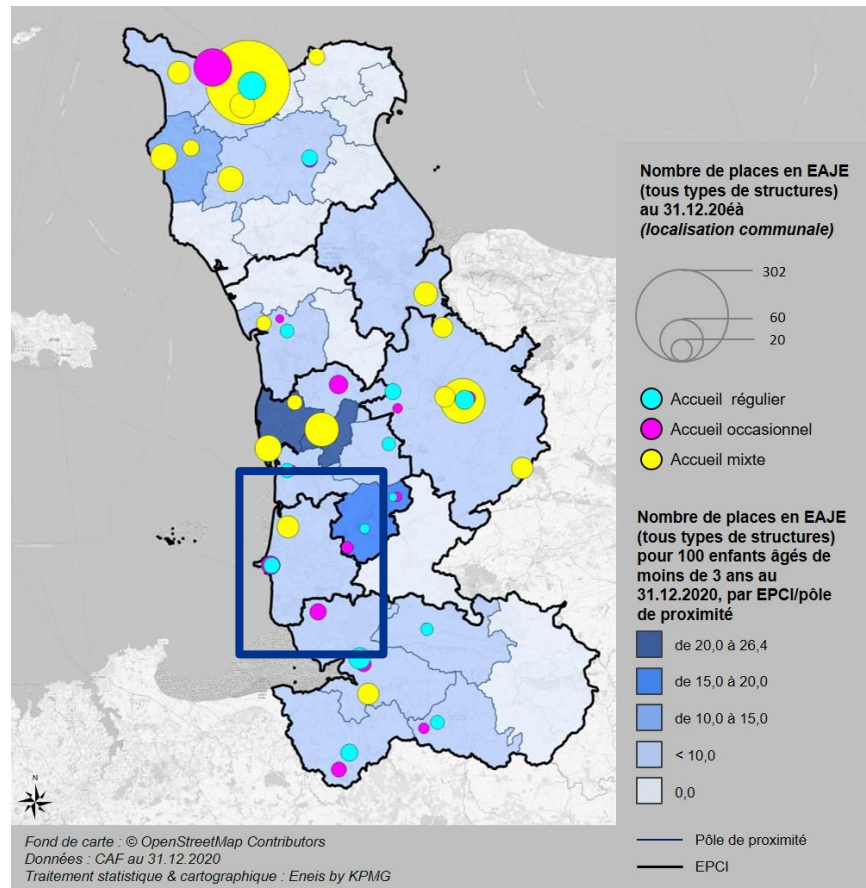 Nombre de places en EAJE
(tous types de structures)
au 31.12.20éà
(localisation communale)
302
60
20
Accueil régulier
Accueil occasionnel
Accueil mixte
Nombre de places en EAJE
(tous types de structures)
pour 100 enfants âgés de
moins de 3 ans au
31.12.2020, par EPCI/pôle
de proximité
de 20,0 à 26,4
de 15,0 à 20,0
de 10,0 à 15,0
< 10,0
0,0
Pôle de proximité
EPCI
N
Fond de carte : © OpenStreetMap Contributors
Données : CAF au 31.12.2020
Traitement statistique & cartographique : Eneis by KPMG